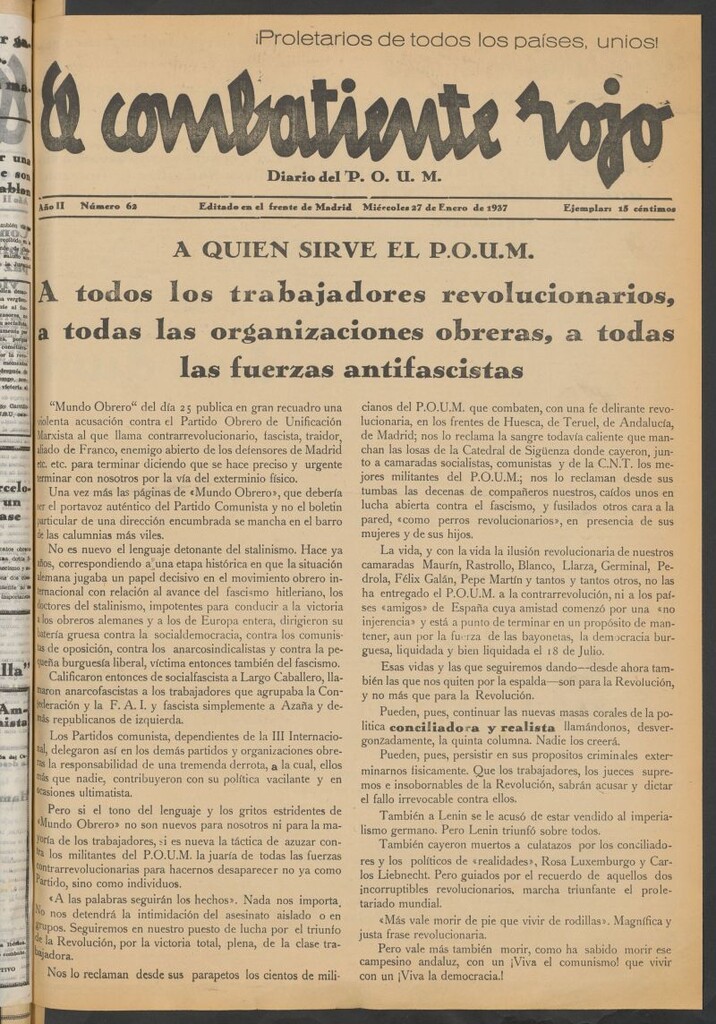 ¡Proletarios de todos los países, uníos!
El combatiente rojo
Diario del P. O. U. M.
Año II Número 62 Editado en el frente de Madrid Miércoles 27 de Enero de 1937 Ejemplar: 15 céntimos
A QUIEN SIRVE EL P.O.U.M.
A todos los trabajadores revolucionarios,
a todas las organizaciones obreras, a todas
las fuerzas antifascistas
"Mundo Obrero" del día 25 publica en gran recuadro una
violenta acusación contra el Partido Obrero de Unificación
Marxista al que llama contrarrevolucionario, fascista, traidor,
aliado de Franco, enemigo abierto de los defensores de Madrid
etc. etc. para terminar diciendo que se hace preciso y urgente
terminar con nosotros por la vía del exterminio físico.
Una vez más las páginas de «Mundo Obrero», que debería
ser el portavoz auténtico del Partido Comunista y no el boletín
particular de una dirección encumbrada se mancha en el barro
de las calumnias más viles.
No es nuevo el lenguaje detonante del stalinismo. Hace ya
años, correspondiendo a una etapa histórica en que la situación
alemana jugaba un papel decisivo en el movimiento obrero in-
ternacional con relación al avance del fascismo hitleriano, los
doctores del stalinismo, impotentes para conducir a la victoria
a los obreros alemanes y a los de Europa entera, dirigieron su
batería gruesa contra la socialdemocracia, contra los comunis-
tas de oposición, contra los anarcosindicalistas y contra la pe-
queña burguesía liberal, víctima entonces también del fascismo.
Calificaron entonces de socialfascista a Largo Caballero, lla-
maron anarcofascistas a los trabajadores que agrupaba la Con-
federación y la F. A. I. y fascista simplemente a Azaña y de-
más republicanos de izquierda.
Los Partidos comunista, dependientes de la III Internacio-
nal, delegaron así en los demás partidos y organizaciones obre-
ras la responsabilidad de una tremenda derrota, a la cual, ellos
más que nadie, contribuyeron con su política vacilante y en
ocasiones ultimatista.
Pero si el tono del lenguaje y los gritos estridentes de
«Mundo Obrero» no son nuevos para nosotros ni para la ma-
yoría de los trabajadores, si es nueva la táctica de azuzar con-
tra los militantes del P.O.U.M. la juaría de todas las fuerzas
contrarrevolucionarias para hacernos desaparecer no ya como
Partido, sino como individuos.
«A las palabras seguirán los hechos». Nada nos importa.
No nos detendrá la intimidación del asesinato aislado o en
grupos. Seguiremos en nuestro puesto de lucha por el triunfo
de la Revolución, por la victoria total, plena, de la clase tra-
bajadora.
Nos lo reclaman desde sus parapetos los cientos de mili-
cianos del P.O.U.M. que combaten, con una fe delirante revo-
lucionaria, en los frentes de Huesca, de Teruel, de Andalucía,
de Madrid; nos lo reclama la sangre todavía caliente que man-
chan las losas de la Catedral de Sigüenza donde cayeron, jun-
to a camaradas socialistas, comunistas y de la C.N.T. los me-
jores militantes del P.O.U.M.; nos lo reclaman desde sus
tumbas las decenas de compañeros nuestros, caídos unos en
lucha abierta contra el fascismo, y fusilados otros cara a la
pared, «como perros revolucionarios», en presencia de sus
mujeres y de sus hijos.
La vida, y con la vida la ilusión revolucionaria de nuestros
camaradas Maurín, Rastrollo, Blanco, Llarza, Germinal, Pe-
drola, Félix Galán, Pepe Martín y tantos y tantos otros, no las
ha entregado el P.O.U.M. a la contrarrevolución, ni a los paí-
ses «amigos» de España cuya amistad comenzó por una «no
injerencia» y está a punto de terminar en un propósito de man-
tener, aun por la fuerza de las bayonetas, la democracia bur-
guesa, liquidada y bien liquidada el 18 de Julio.
Esas vidas y las que seguiremos dando—desde ahora tam-
bién las que nos quiten por la espalda—son para la Revolución,
y no más que para la Revolución.
Pueden, pues, continuar las nuevas masas corales de la po-
lítica conciliadora y realista llamándonos, desver-
gonzadamente, la quinta columna. Nadie los creerá.
Pueden, pues, persistir en sus propositos criminales exter-
minarnos físicamente. Que los trabajadores, los jueces supre-
mos e insobornables de la Revolución, sabrán acusar y dictar
el fallo irrevocable contra ellos.
También a Lenin se le acusó de estar vendido al imperia-
lismo germano. Pero Lenin triunfó sobre todos.
También cayeron muertos a culatazos por los conciliado-
res y los políticos de «realidades», Rosa Luxemburgo y Car-
los Liebnecht. Pero guiados por el recuerdo de aquellos dos
incorruptibles revolucionarios, marcha triunfante el prole-
tariado mundial.
«Más vale morir de pie que vivir de rodillas». Magnífica y
justa frase revolucionaria.
Pero vale más también morir, como ha sabido morir ese
campesino andaluz, con un ¡Viva el comunismo! que vivir
con un ¡Viva la democracia!